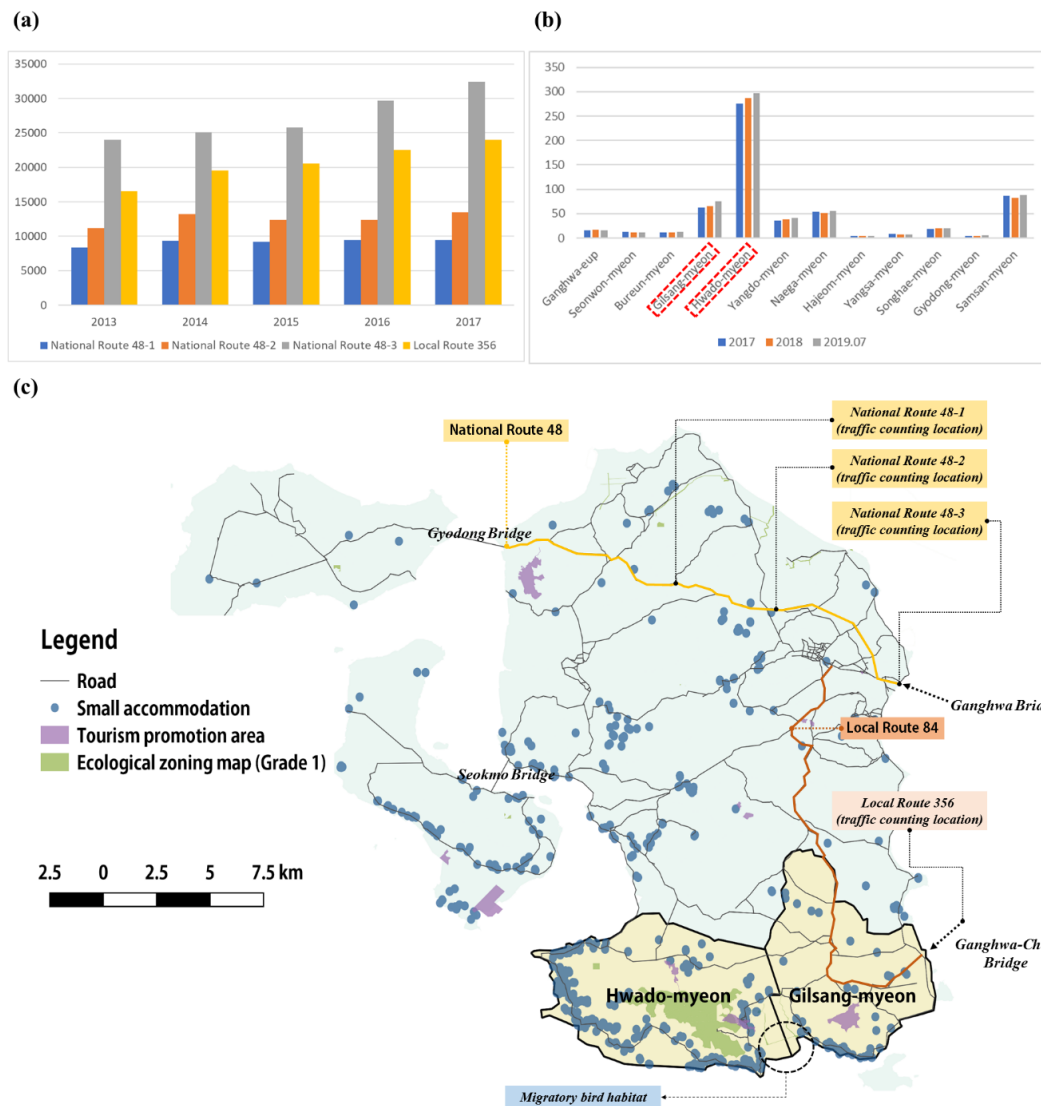 (a)
35000
30000
25000
20000
15000
10000
5000
0
2013 2014 2015 2016 2017
National Route 48-1 National Route 48-2 National Route 48-3 Local Route 356
(b)
350
300
250
200
150
100
50
0
Ganghwa-eup
Seonwon-myeon
Bureun-myeon
Gilsang-myeon
Hwado-myeon
Yangdo-myeon
Naega-myeon
Hajeom-myeon
Yangsa-myeon
Songhae-myeon
Gyodong-myeon
Samsan-myeon
2017 2018 2019.07
(c)
National Route 48
National Route 48-1
(traffic counting location)
National Route 48-2
(traffic counting location)
National Route 48-3
(traffic counting location)
Gyodong Bridge
Legend
Road
Small accommodation
Tourism promotion area
Ecological zoning map (Grade 1)
Ganghwa Brid
Local Route 84
Seokmo Bridge
Local Route 356
(traffic counting location)
2.5 0 2.5 5 7.5 km
Ganghwa-Ch
Bridge
Hwado-myeon
Gilsang-myeon
Migratory bird habitat